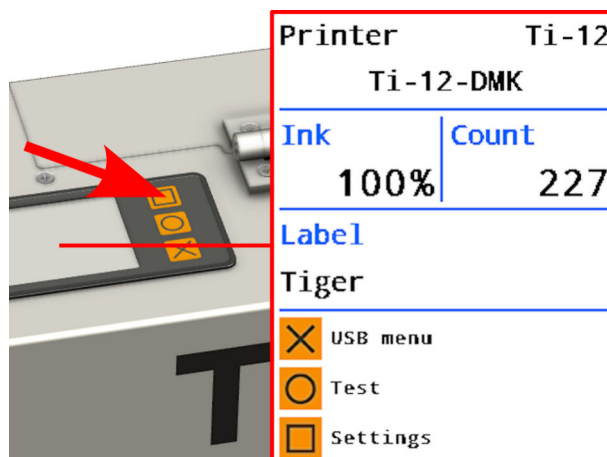 Printer Ti-12
Ti-12-DMK
Ink Count
100% 227
Label
Tiger
USB menu
Test
Settings
T